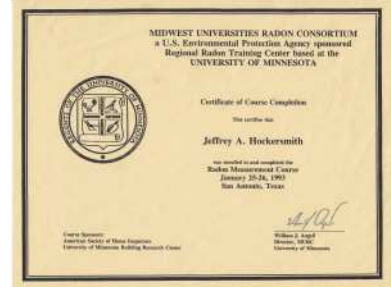 MIDWEST UNIVERSITIES RADON CONSORTIUM
a U.S. Environmental Protection Agency sponsored
Regional Radon Training Center based at the
UNIVERSITY OF MINNESOTA
Certificate of Course Completion
This certifies that
Jeffrey A. Hockersmith
was enrolled in and completed the
Radon Measurement Course
January 25-26, 1993
San Antonio, Texas
Course Sponsors:
American Society of Home Inspectors
University of Minnesota Building Research Center
William J. Angell
Director, MURC
University of Minnesota